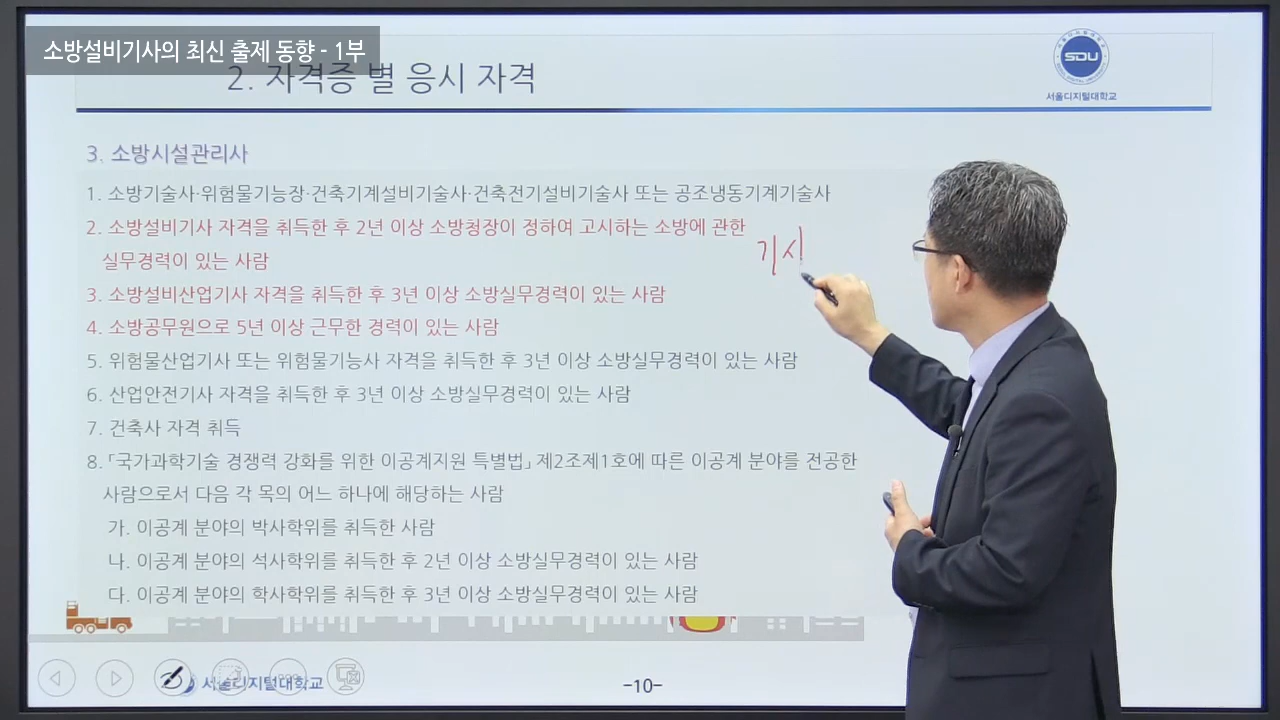 소방설비기사의 최신 출제 동향 - 1부
2. 자격증 별 응시 자격
SDU
서울디지털대학교
3. 소방시설관리사
1. 소방기술사·위험물기능장·건축기계설비기술사·건축전기설비기술사 또는 공조냉동기계기술사
2. 소방설비기사 자격을 취득한 후 2년 이상 소방청장이 정하여 고시하는 소방에 관한
실무경력이 있는 사람
기시
3. 소방설비산업기사 자격을 취득한 후 3년 이상 소방실무경력이 있는 사람
4. 소방공무원으로 5년 이상 근무한 경력이 있는 사람
5. 위험물산업기사 또는 위험물기능사 자격을 취득한 후 3년 이상 소방실무경력이 있는 사람
6. 산업안전기사 자격을 취득한 후 3년 이상 소방실무경력이 있는 사람
7. 건축사 자격 취득
8. 「국가과학기술 경쟁력 강화를 위한 이공계지원 특별법」 제2조제1호에 따른 이공계 분야를 전공한
사람으로서 다음 각 목의 어느 하나에 해당하는 사람
가. 이공계 분야의 박사학위를 취득한 사람
나. 이공계 분야의 석사학위를 취득한 후 2년 이상 소방실무경력이 있는 사람
다. 이공계 분야의 학사학위를 취득한 후 3년 이상 소방실무경력이 있는 사람
서울디지털대학교
-10-